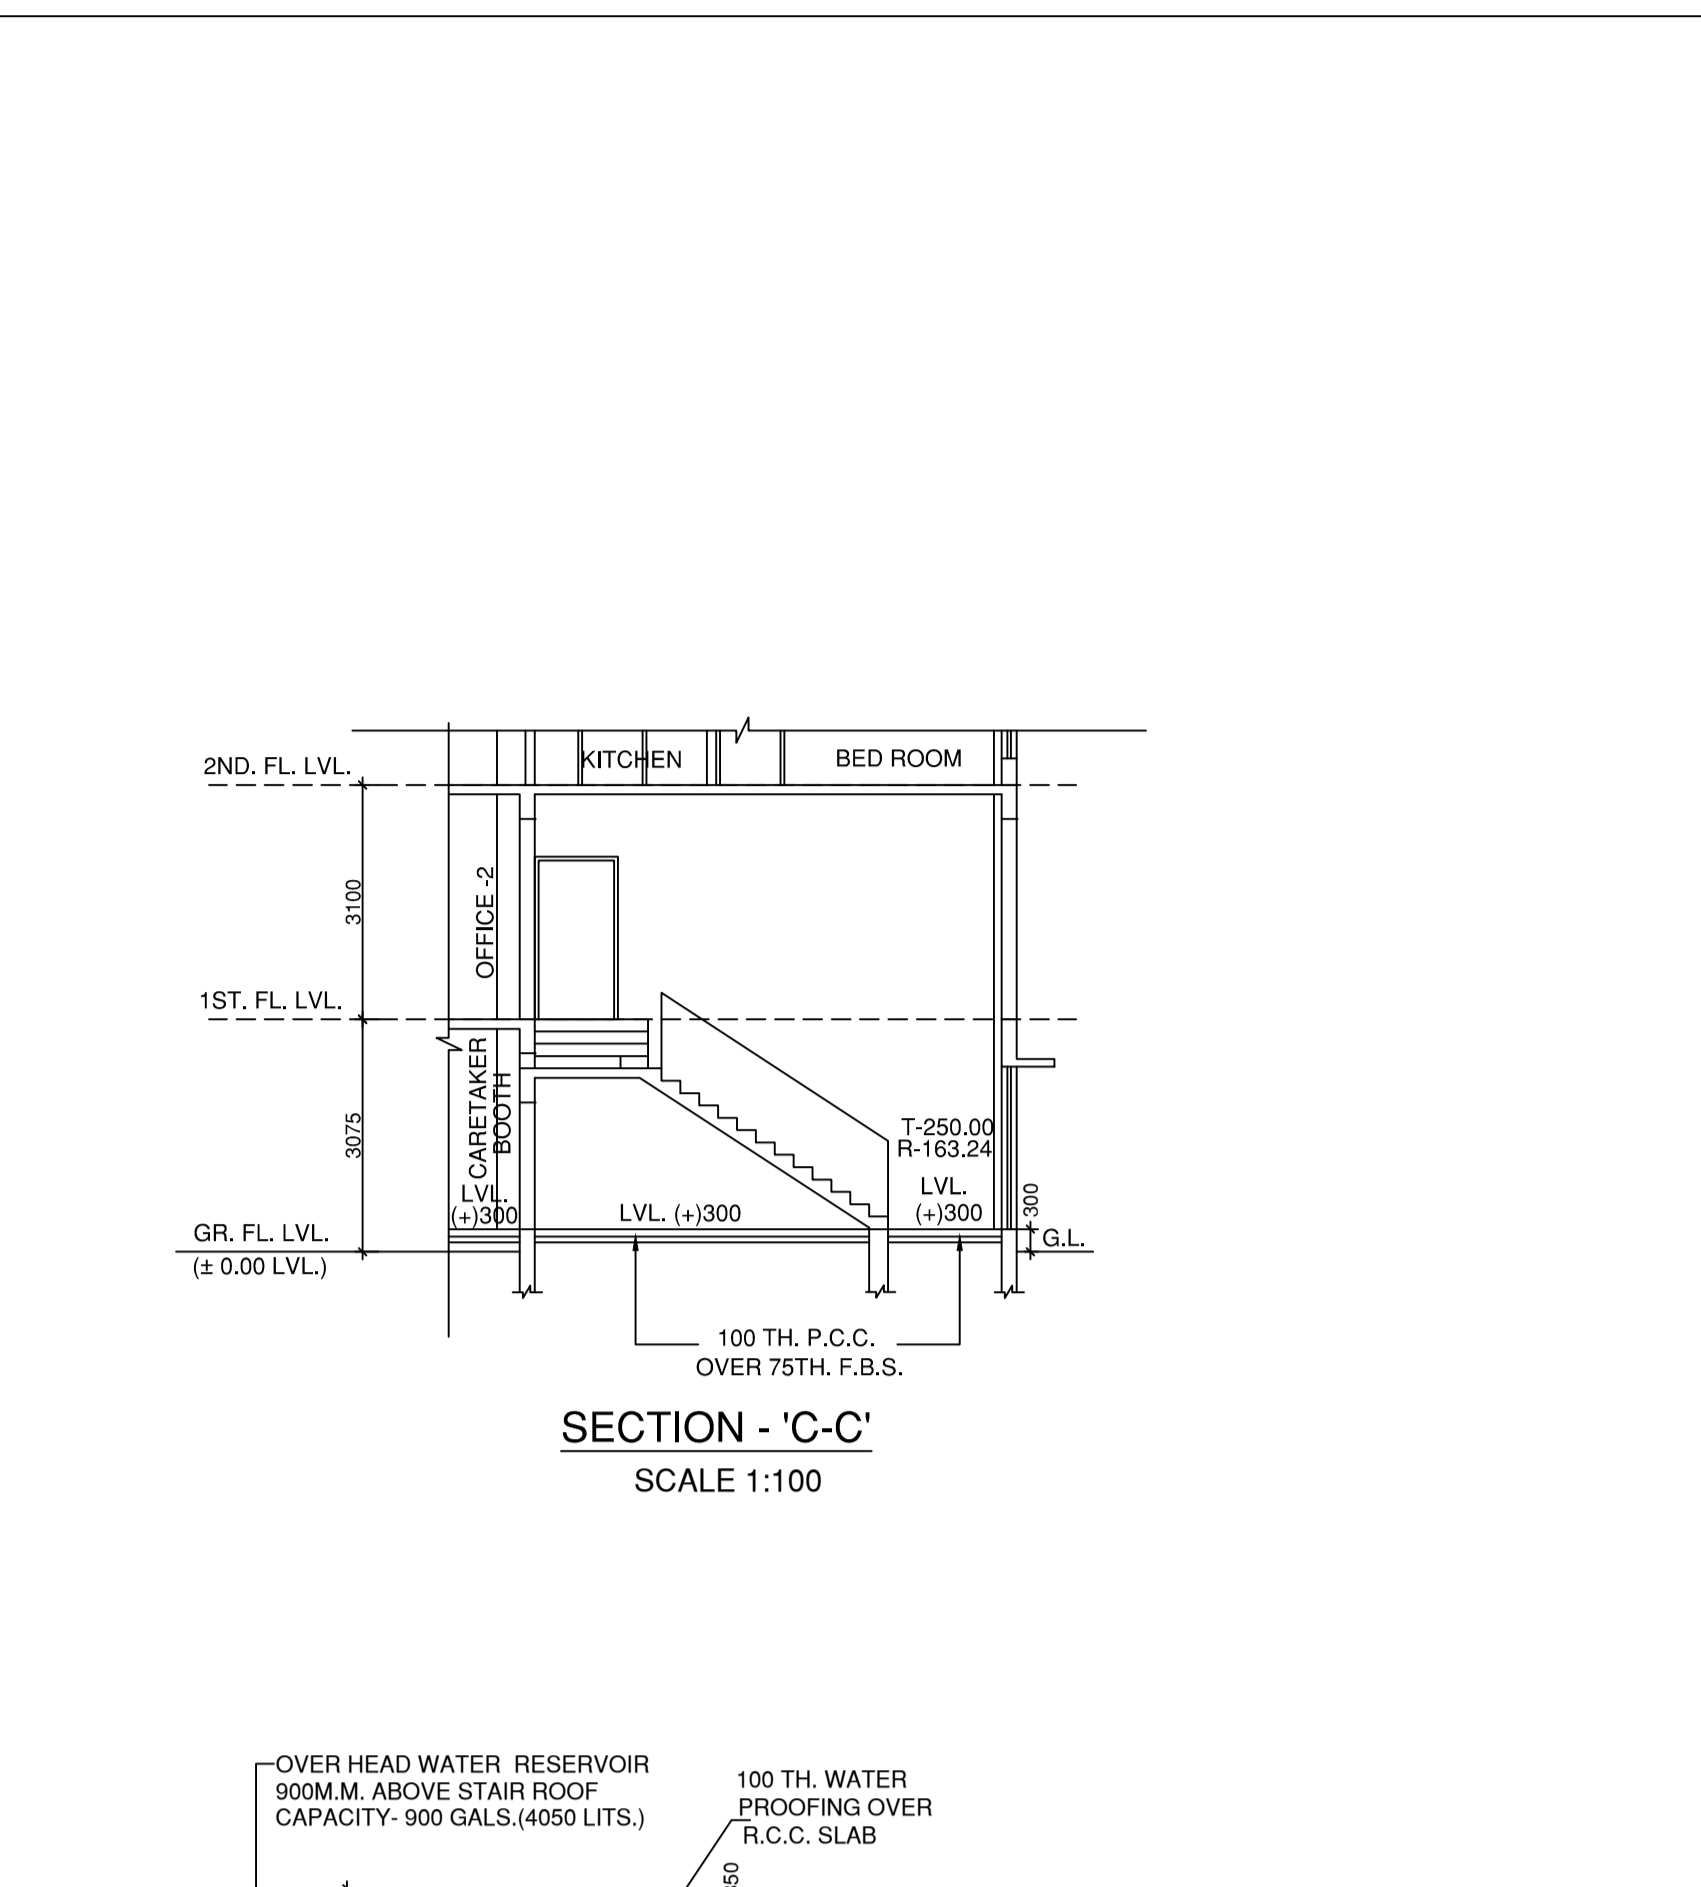 2ND. FL. LVL.
KITCHEN
BED ROOM
3100
OFFICE -2
1ST. FL. LVL.
3075
CARETAKER
BOOTH
T-250.00
R-163.24
LVL.
(+)300
LVL. (+)300
LVL.
(+)300
300
GR. FL. LVL.
(± 0.00 LVL.)
G.L.
100 TH. P.C.C.
OVER 75TH. F.B.S.
SECTION - 'C-C'
SCALE 1:100
OVER HEAD WATER RESERVOIR
900M.M. ABOVE STAIR ROOF
CAPACITY- 900 GALS.(4050 LITS.)
100 TH. WATER
PROOFING OVER
R.C.C. SLAB